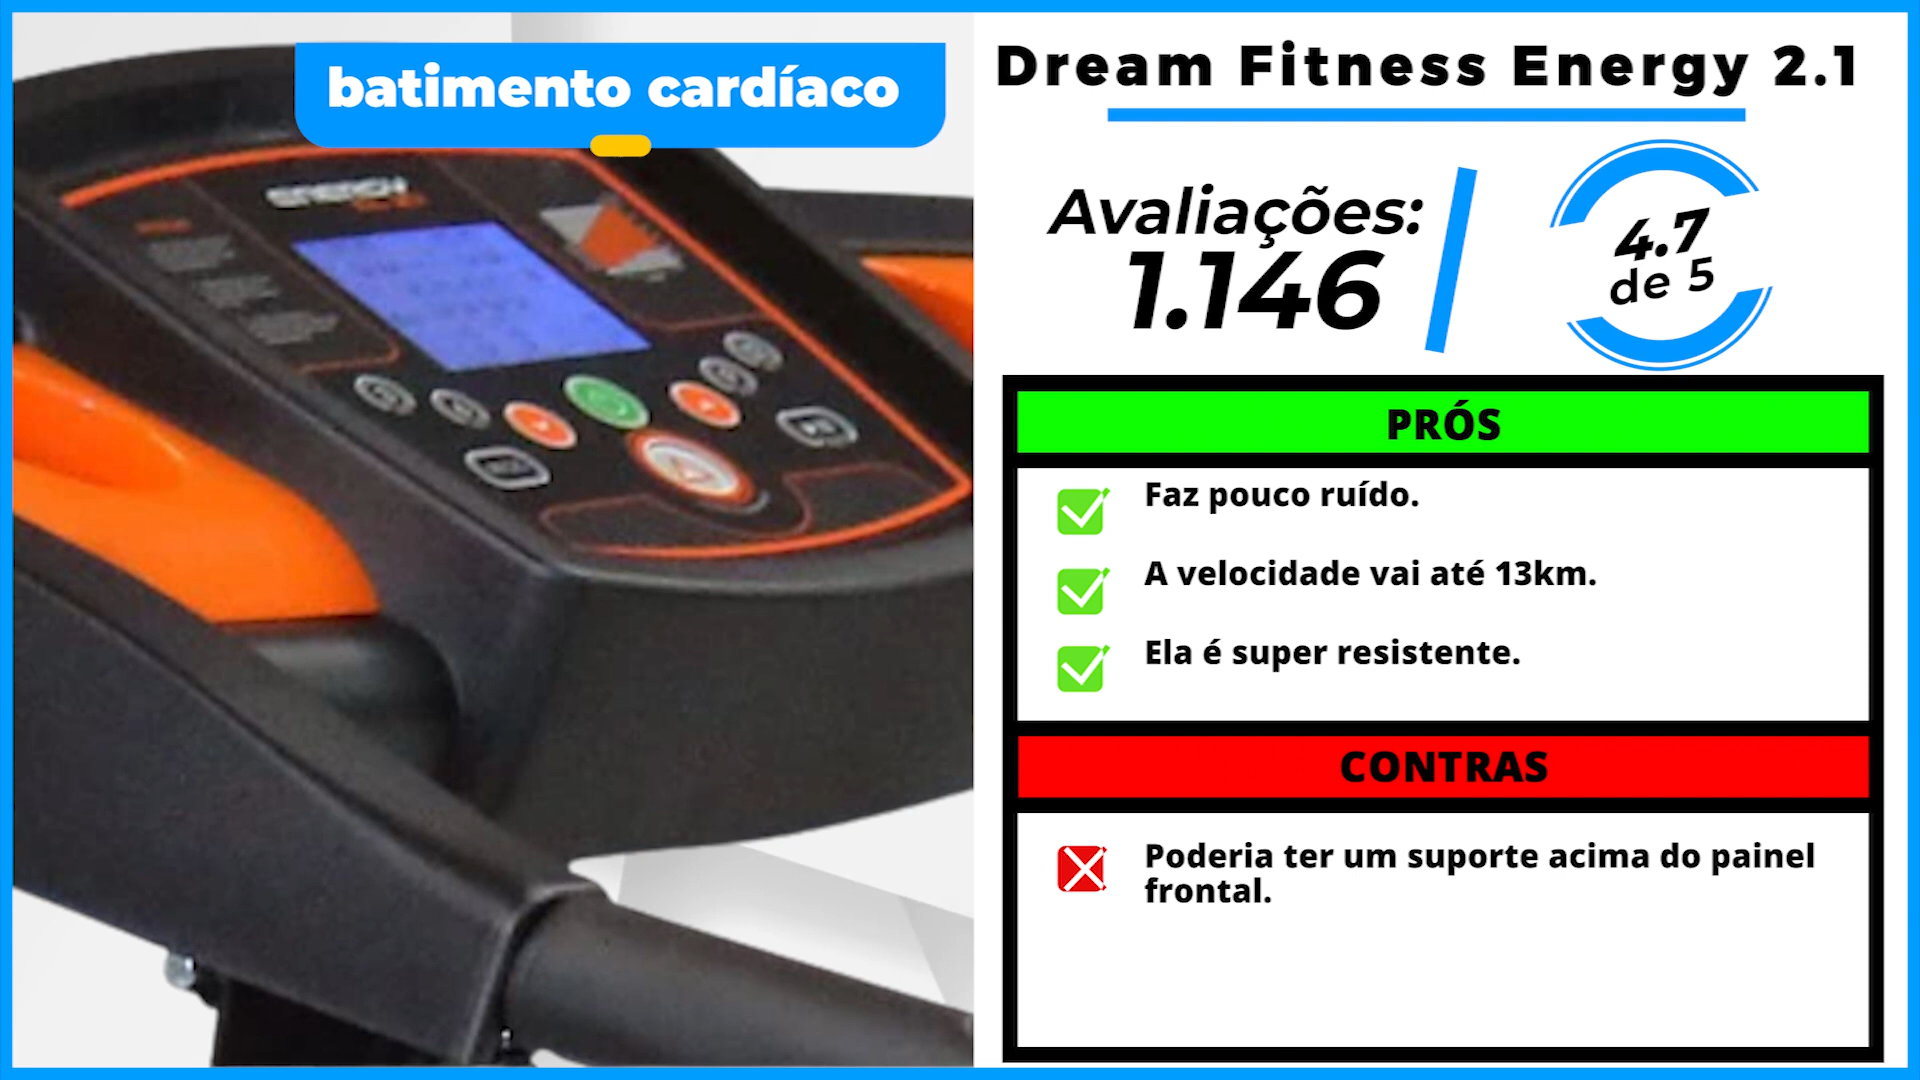 batimento cardíaco
Dream Fitness Energy 2.1
Avaliações:
1.146
4.7
de 5
ENERGY
PRÓS
Faz pouco ruído.
A velocidade vai até 13km.
Ela é super resistente.
CONTRAS
Poderia ter um suporte acima do painel
frontal.